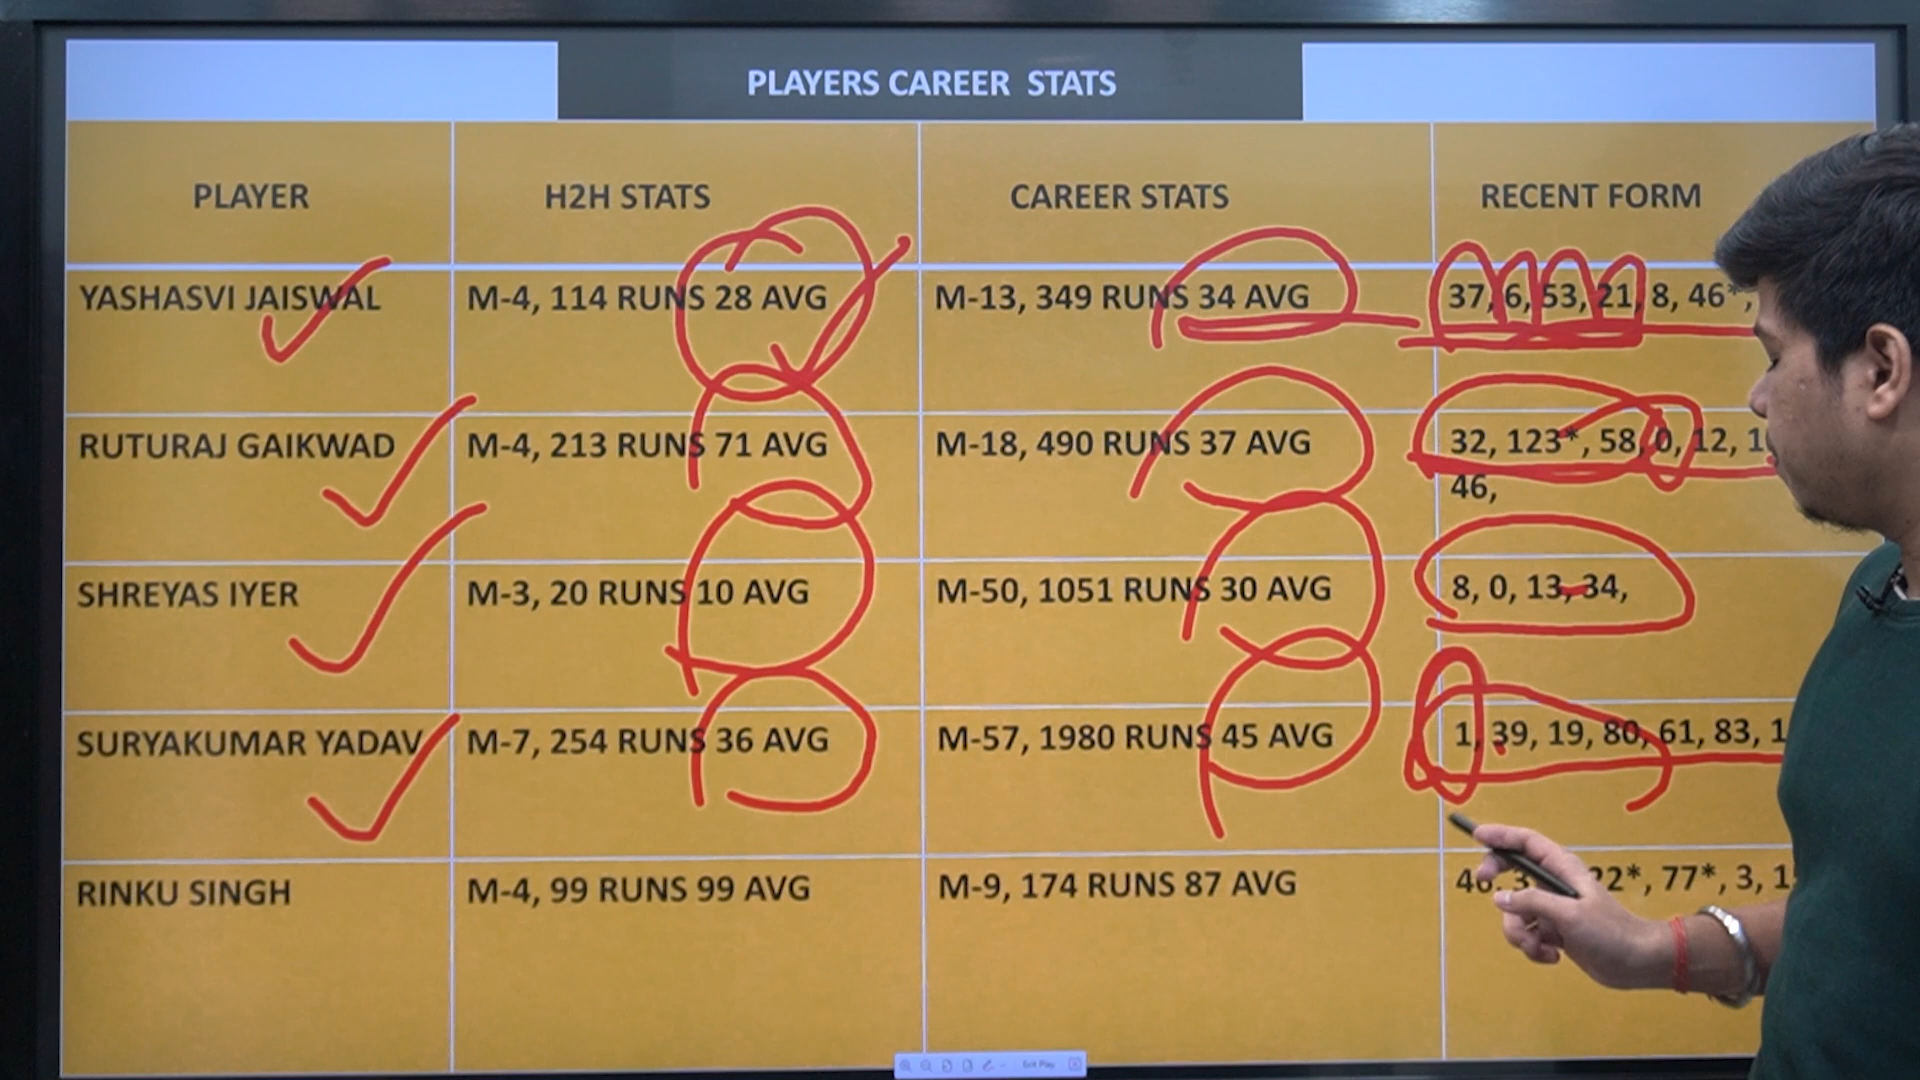 PLAYERS CAREER STATS
PLAYER H2H STATS CAREER STATS RECENT FORM
YASHASVI JAISWAL M-4, 114 RUNS 28 AVG M-13, 349 RUNS 34 AVG 37, 6, 53, 21, 8, 46*,
RUTURAJ GAIKWAD M-4, 213 RUNS 71 AVG M-18, 490 RUNS 37 AVG 32, 123*, 58, 0, 12,
46,
SHREYAS IYER M-3, 20 RUNS 10 AVG M-50, 1051 RUNS 30 AVG 8, 0, 13, 34,
SURYAKUMAR YADAV M-7, 254 RUNS 36 AVG M-57, 1980 RUNS 45 AVG 1, 39, 19, 80, 61, 83,
RINKU SINGH M-4, 99 RUNS 99 AVG M-9, 174 RUNS 87 AVG 46, 77*, 3,
Exit Play